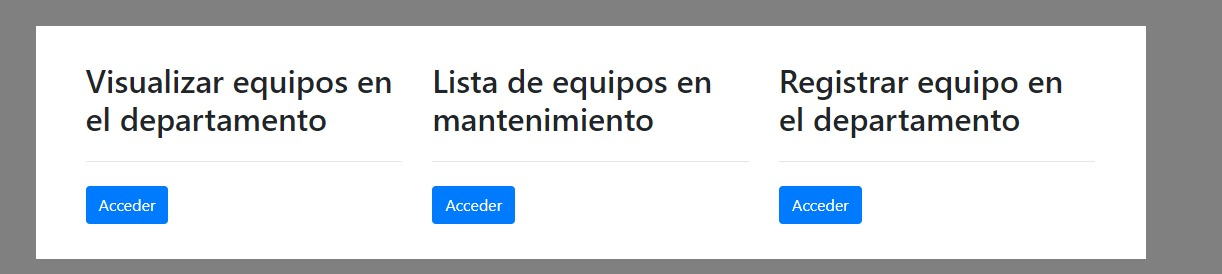 Visualizar equipos en
el departamento
Acceder
Lista de equipos en
mantenimiento
Acceder
Registrar equipo en
el departamento
Acceder